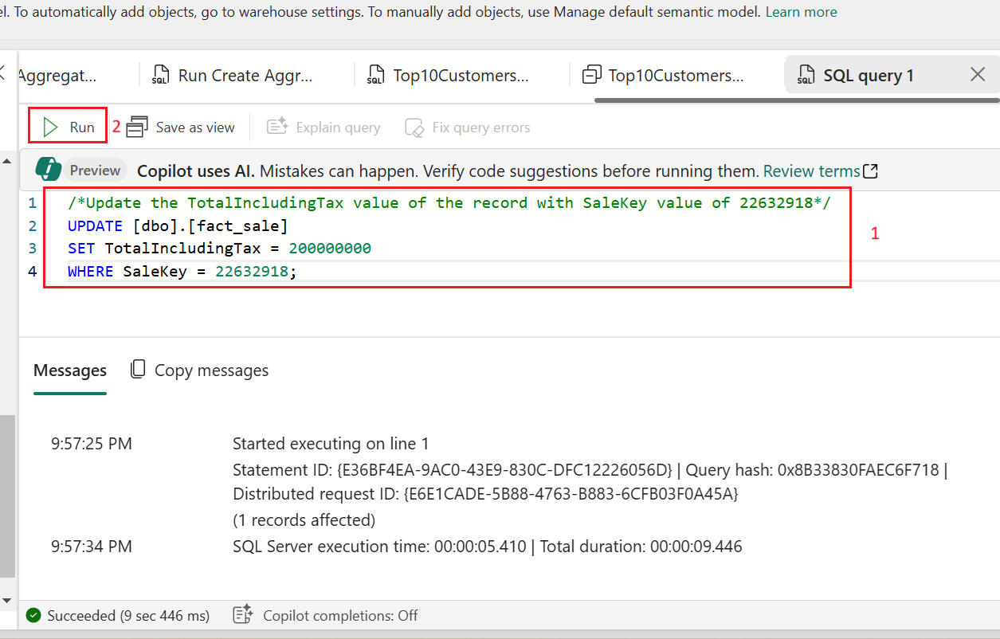 el. To automatically add objects, go to warehouse settings. To manually add objects, use Manage default semantic model. Learn more
Aggregat... SQL Run Create Aggr... SQL Top10Customers... Top10Customers... SQL SQL query 1
Run 2 Save as view Explain query Fix query errors
Preview Copilot uses AI. Mistakes can happen. Verify code suggestions before running them. Review terms
1 /*Update the TotalIncludingTax value of the record with SaleKey value of 22632918*/
2 UPDATE [dbo].[fact_sale]
1
3 SET TotalIncludingTax = 200000000
4 WHERE SaleKey = 22632918;
Messages Copy messages
9:57:25 PM Started executing on line 1
Statement ID: {E36BF4EA-9AC0-43E9-830C-DFC12226056D} | Query hash: 0x8B33830FAEC6F718 |
Distributed request ID: {E6E1CADE-5B88-4763-B883-6CFB03F0A45A}
(1 records affected)
9:57:34 PM SQL Server execution time: 00:00:05.410 | Total duration: 00:00:09.446
Succeeded (9 sec 446 ms) Copilot completions: Off